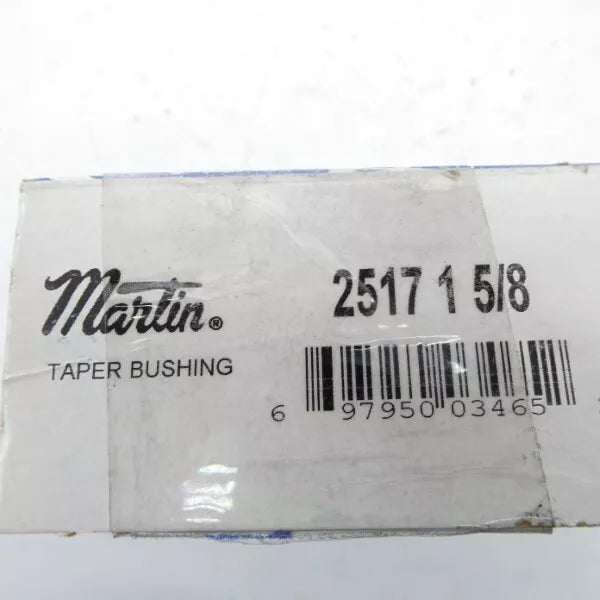 Martin®
2517 1 5/8
TAPER BUSHING
6 97950 03465